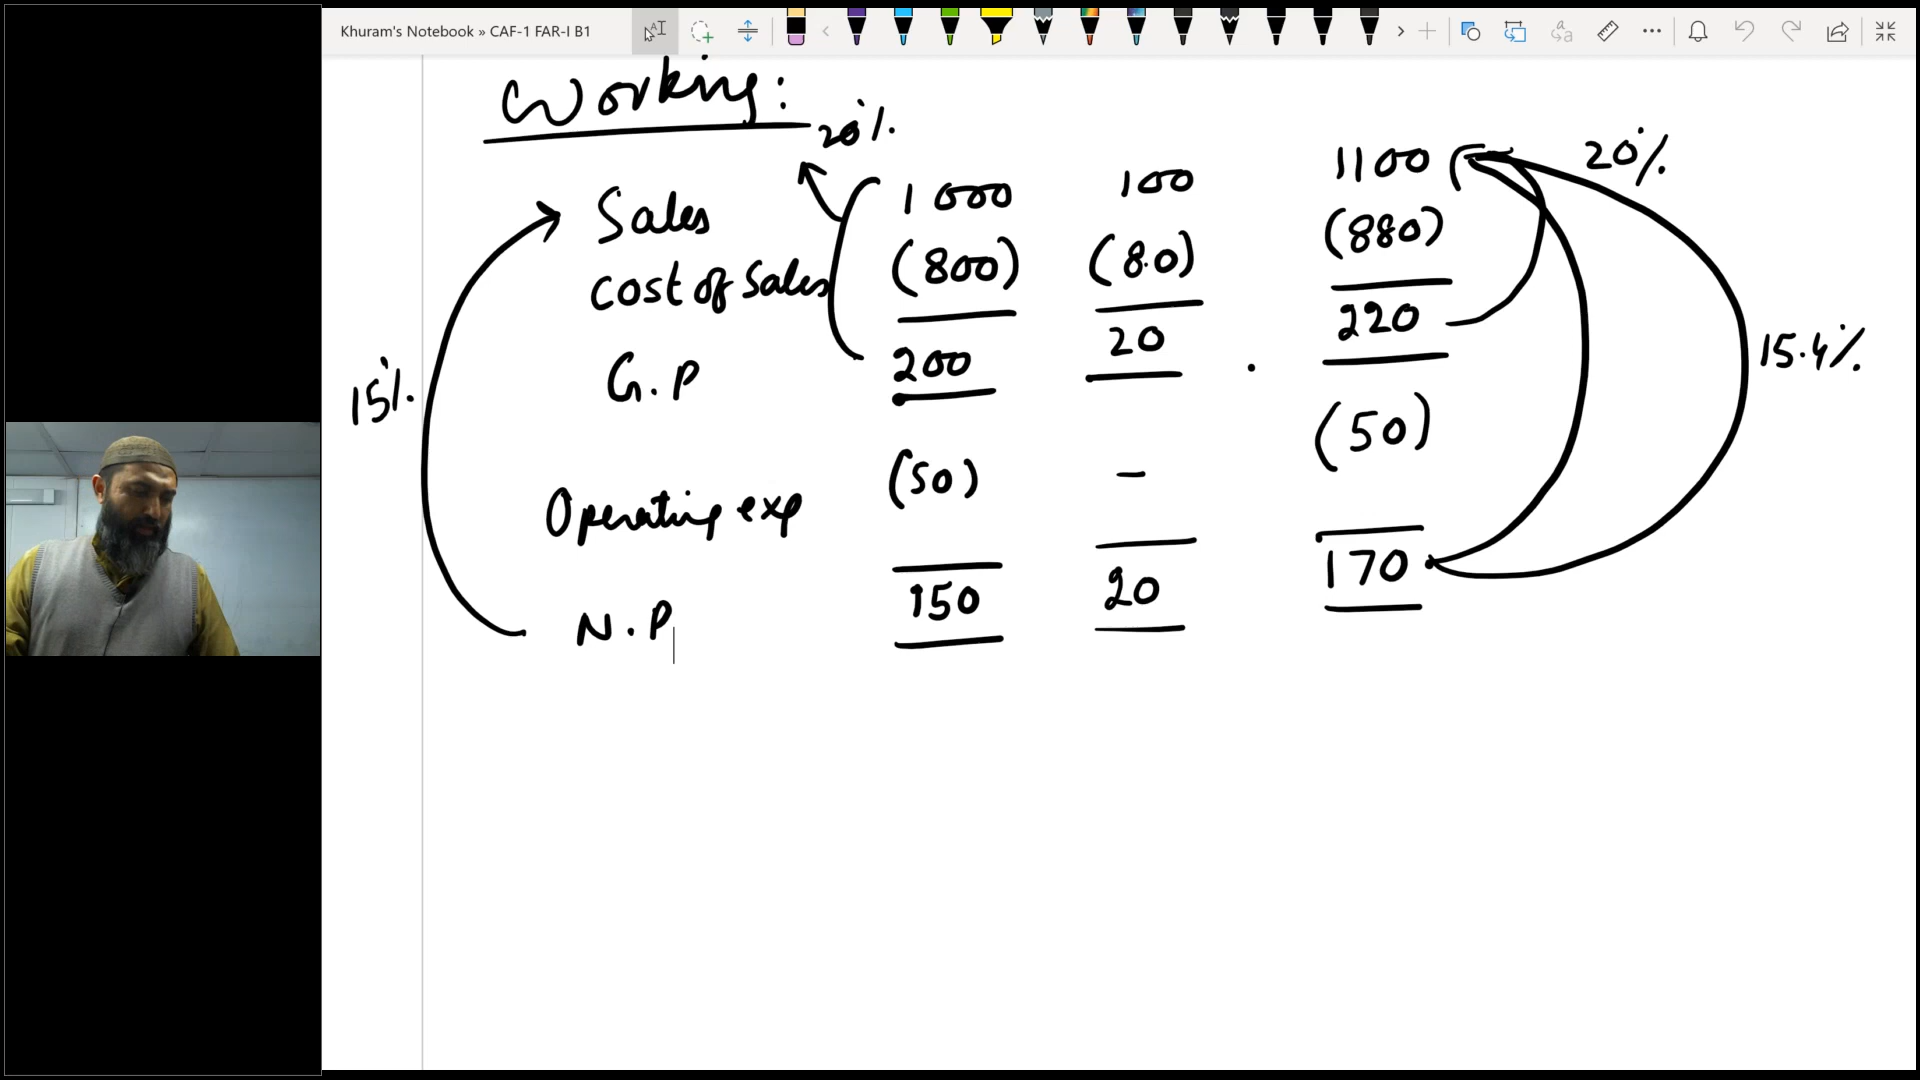 Khuram's Notebook » CAF-1 FAR-I B1
Working:
20%
Sales 1000 100 1100 20%
Cost of Sales (800) (80) (880)
G.P 200 20 220
15% 15.4%
Operating exp (50) - (50)
N.P 150 20 170